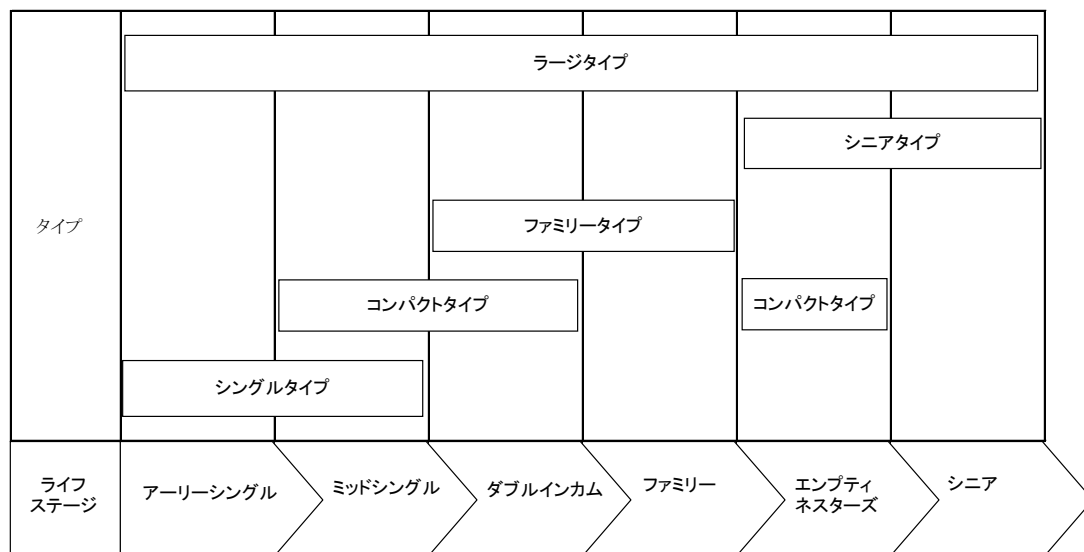 ラージタイプ
シニアタイプ
タイプ
ファミリータイプ
コンパクトタイプ
コンパクトタイプ
シングルタイプ
ライフ
ステージ
アーリーシングル
ミッドシングル
ダブルインカム
ファミリー
エンプティ
ネスターズ
シニア